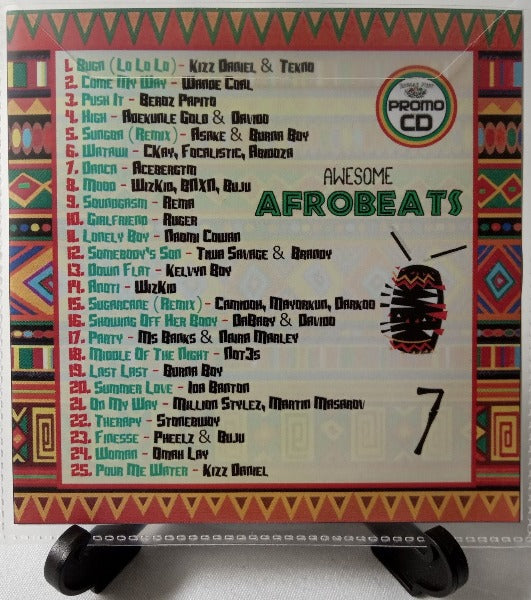 1. Buga (Lo Lo Lo) - Kizz Daniel & Tekno
2. Come My Way - Wande Coal
3. Push It - Beadz Papito
4. High - Adekunle Gold & Davido
5. Sungba (Remix) - Asake & Burna Boy
6. Watawi - CKay, Focalistic, Abidoza
7. Danca - Acebergtm
8. Mood - WizKid, BNXN, Buju
9. Soundgasm - Rema
10. Girlfriend - Ruger
11. Lonely Boy - Naomi Cowan
12. Somebody's Son - Tiwa Savage & Brandy
13. Down Flat - Kelvyn Boy
14. Anoti - WizKid
15. Sugarcane (Remix) - Camidoh, Mayorkun, Darkoo
16. Showing Off Her Body - DaBaby & Davido
17. Party - Ms Banks & Naira Marley
18. Middle Of The Night - Not3s
19. Last Last - Burna Boy
20. Summer Love - Iba Banton
21. On My Way - Million Stylez, Martin Masarov
22. Therapy - Stonebwoy
23. Finesse - Pheelz & Buju
24. Woman - Omah Lay
25. Pour Me Water - Kizz Daniel
PROMO
CD
AWESOME
AFROBEATS
7